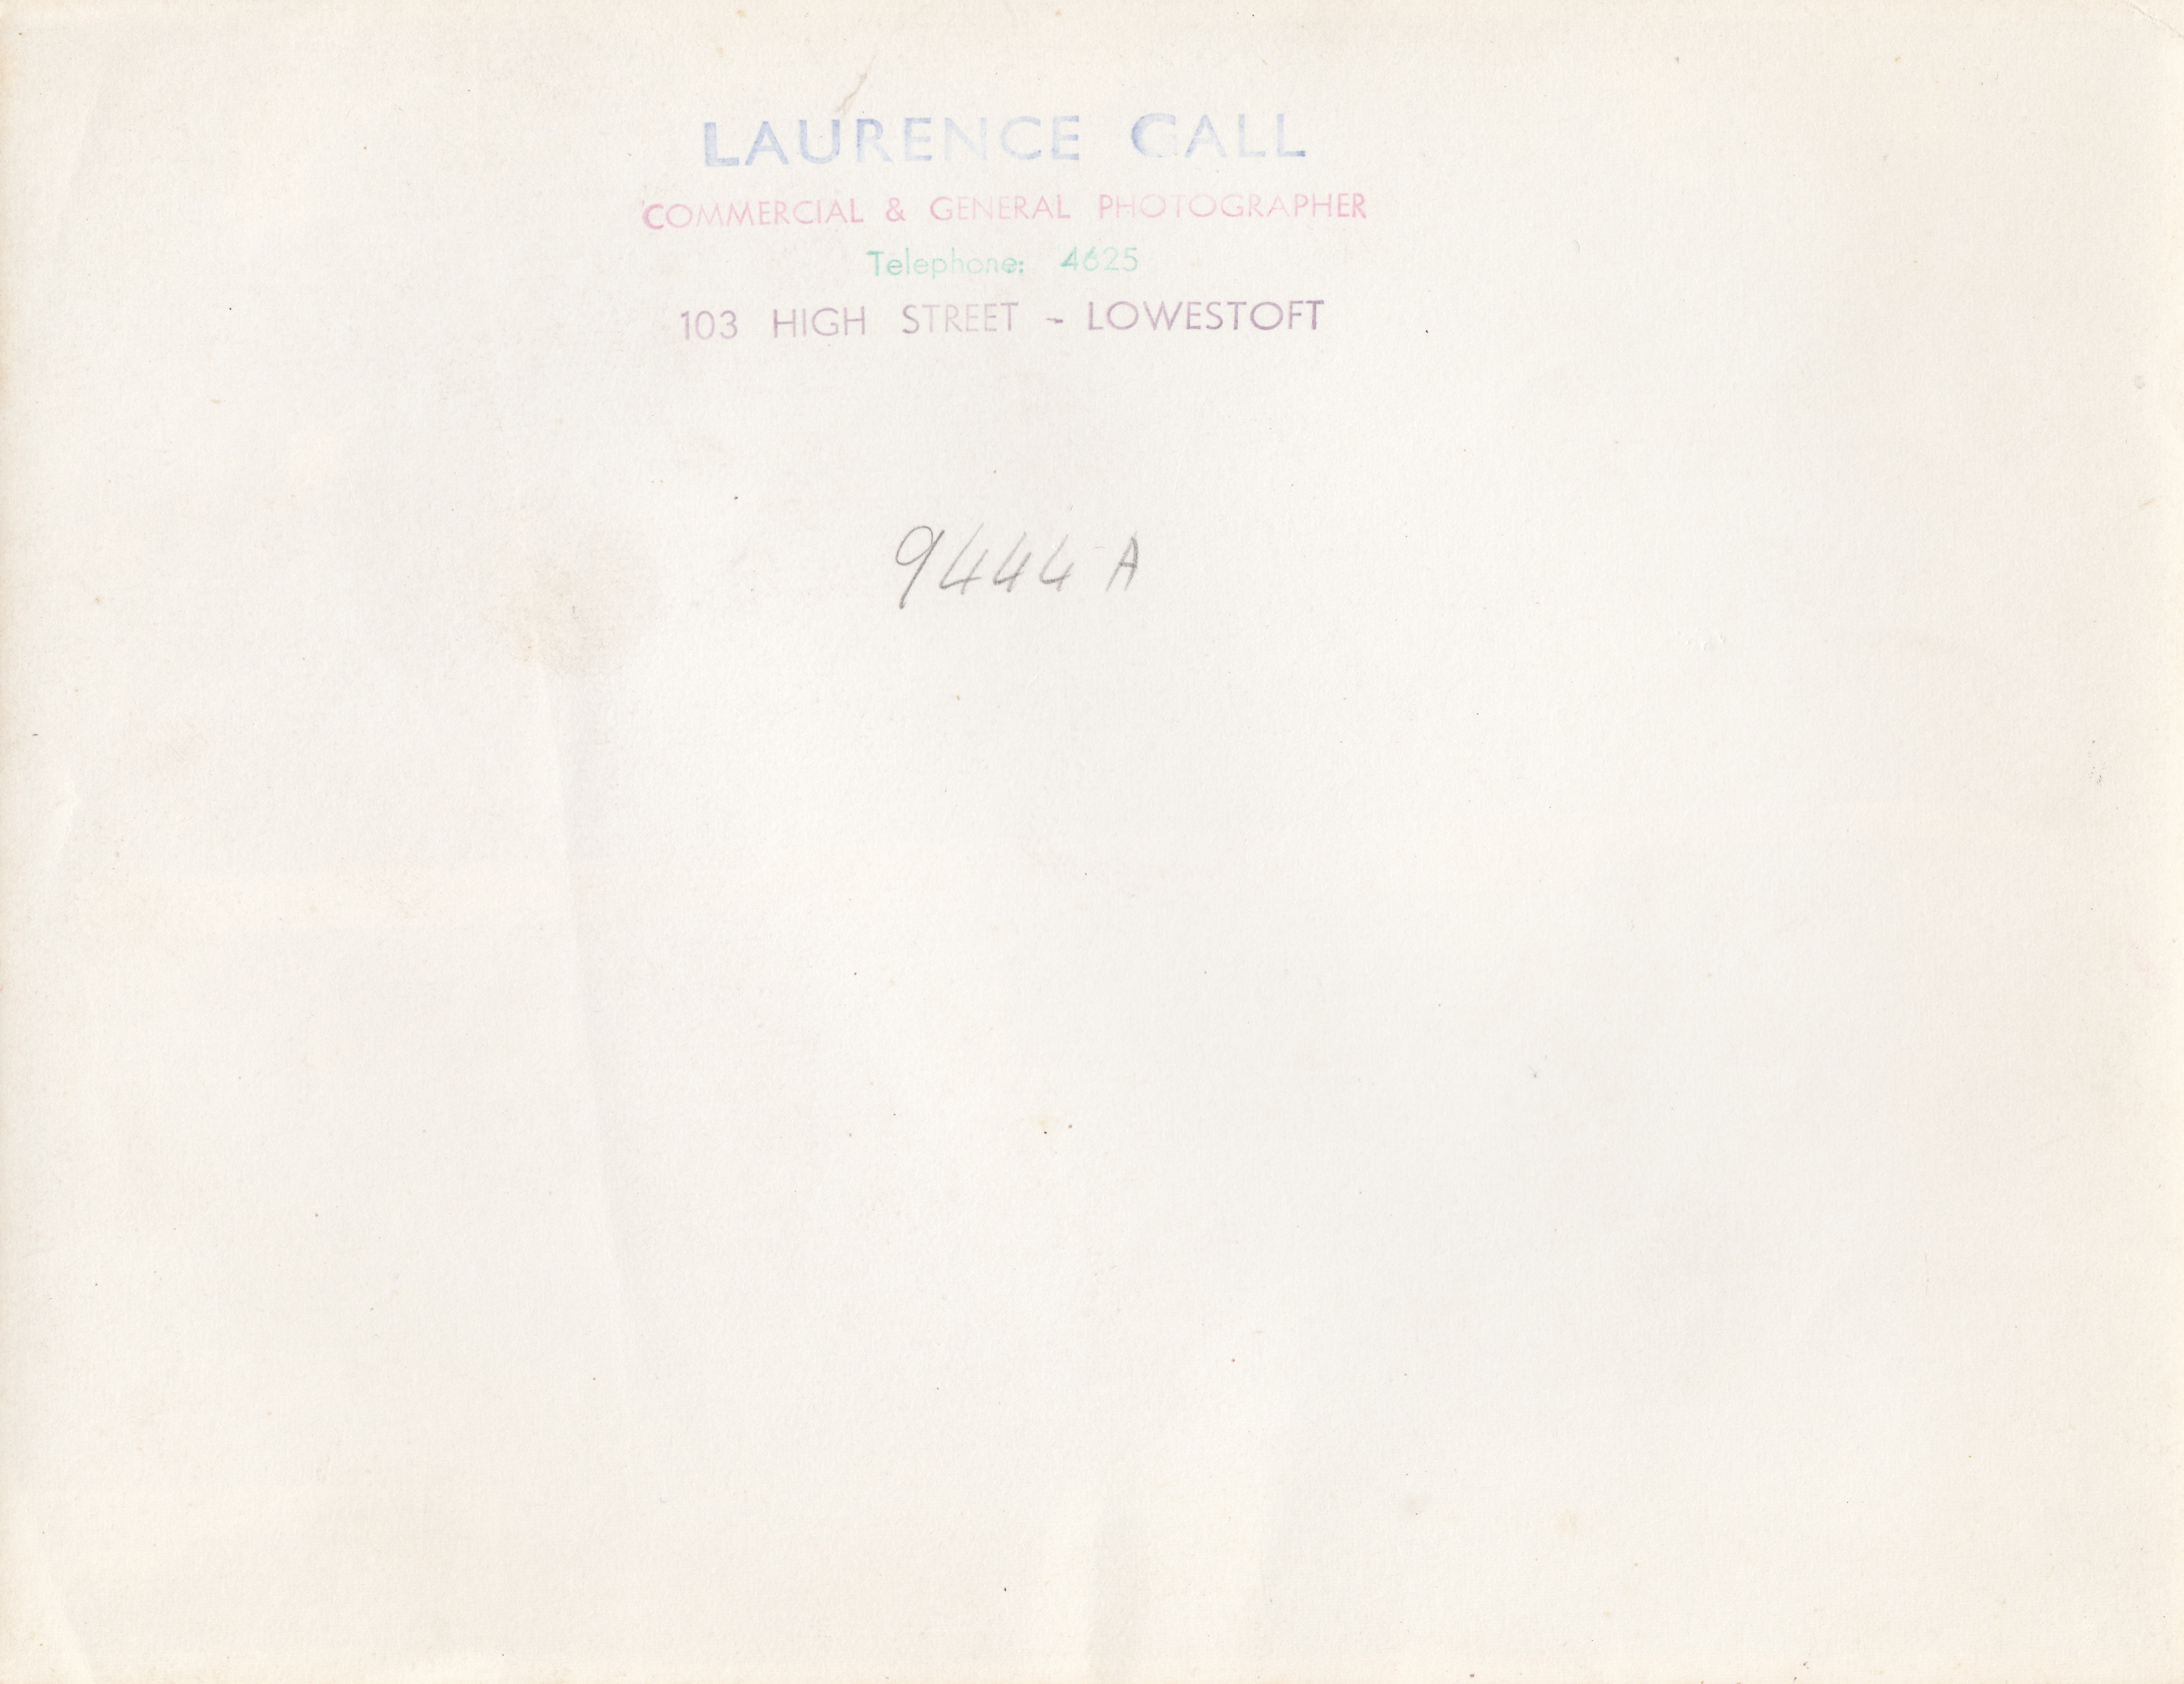 LAURENCE GALL
COMMERCIAL & GENERAL PHOTOGRAPHER
Telephone: 4625
103 HIGH STREET - LOWESTOFT
9444 A